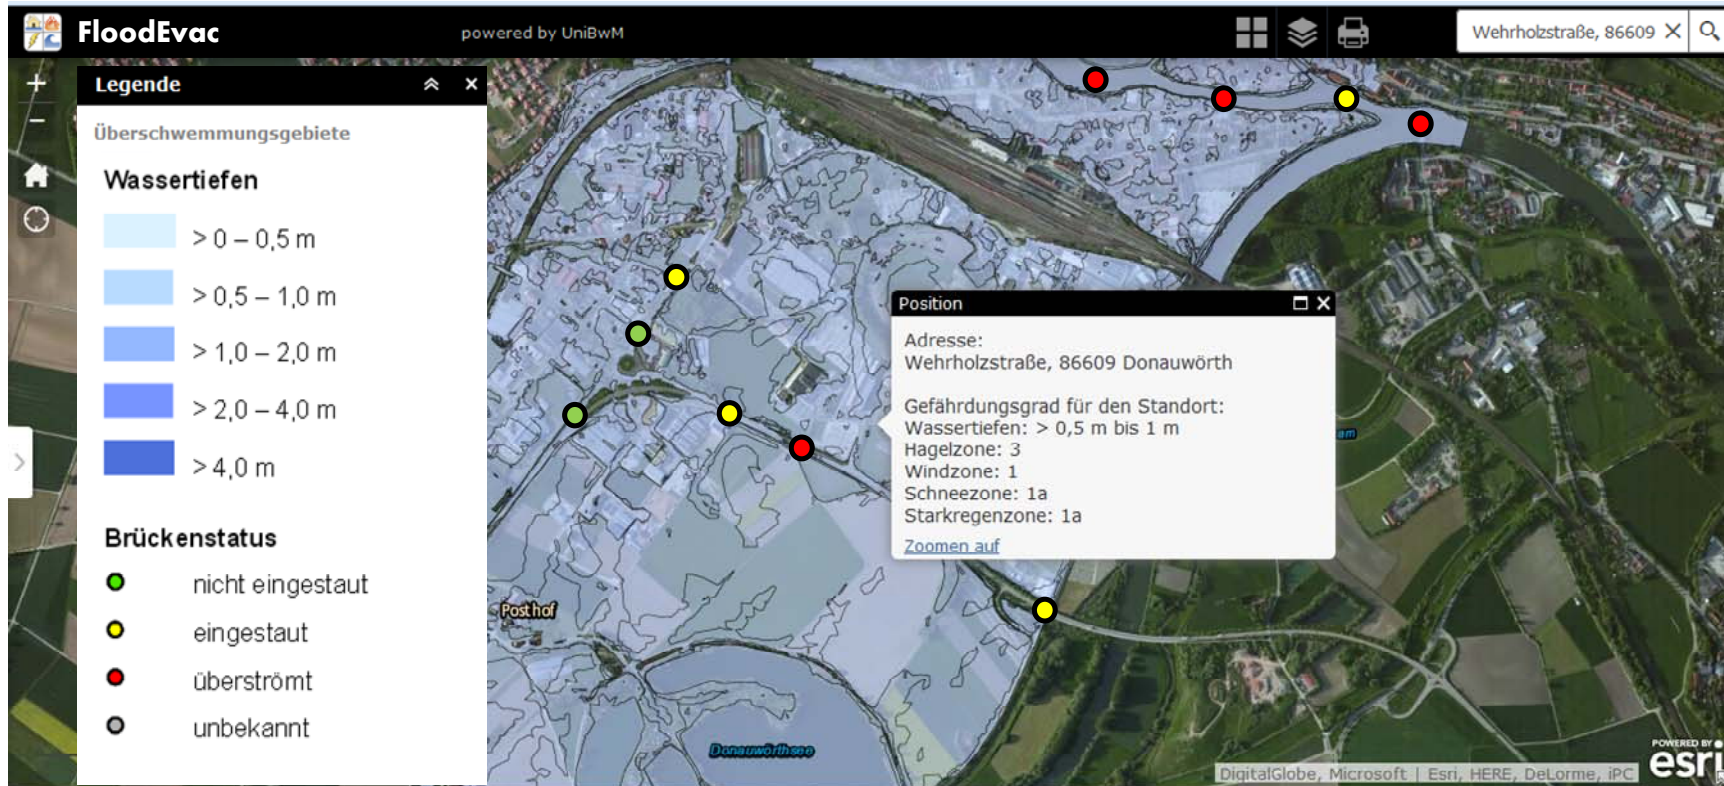 FloodEvac
powered by UniBwM
Wehrholzstraße, 86609
Legende
Überschwemmungsgebiete
Wassertiefen
> 0 – 0,5 m
> 0,5 – 1,0 m
> 1,0 – 2,0 m
> 2,0 – 4,0 m
> 4,0 m
Brückenstatus
nicht eingestaut
eingestaut
überströmt
unbekannt
Position
Adresse:
Wehrholzstraße, 86609 Donauwörth
Gefährdungsgrad für den Standort:
Wassertiefen: > 0,5 m bis 1 m
Hagelzone: 3
Windzone: 1
Schneezone: 1a
Starkregenzone: 1a
Zoomen auf
Posthof
Donauwörthsee
POWERED BY
esri
DigitalGlobe, Microsoft | Esri, HERE, DeLorme, iPC